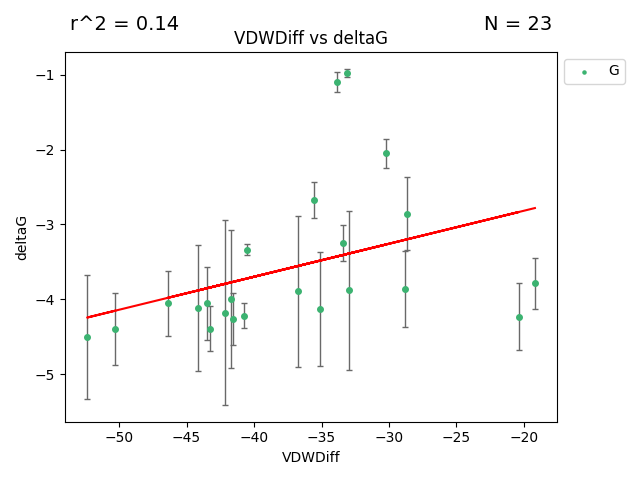 r^2 = 0.14
N = 23
VDWDiff vs deltaG
G
−1
−2
−3
−4
−5
deltaG
−50
−45
−40
−35
−30
−25
−20
VDWDiff